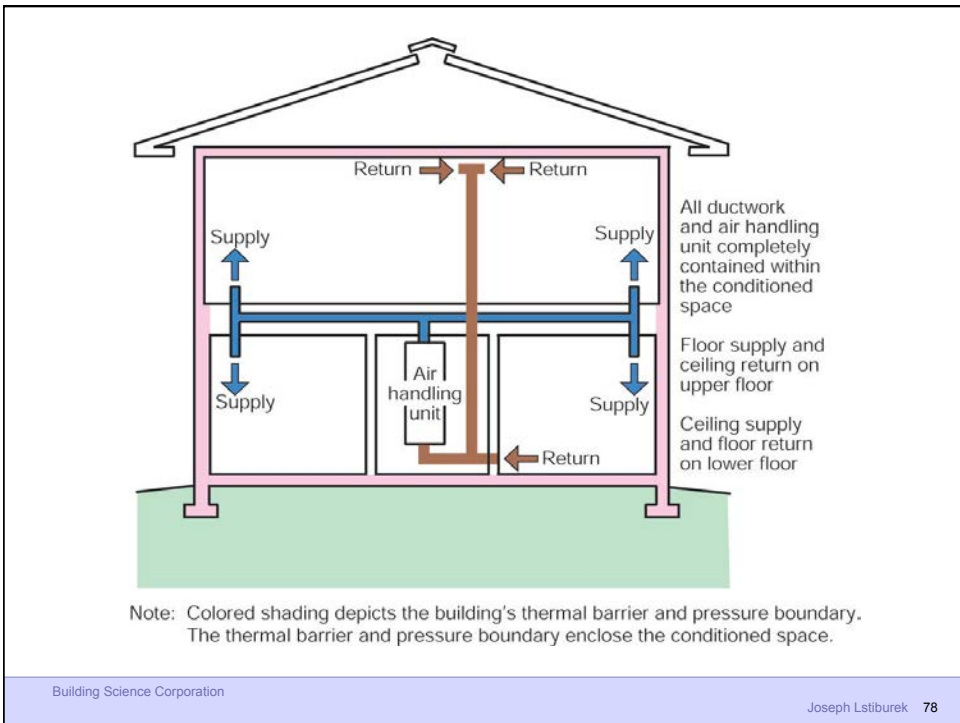 Return
Return
Supply
Supply
All ductwork
and air handling
unit completely
contained within
the conditioned
space
Floor supply and
ceiling return on
upper floor
Air
handling
unit
Supply
Supply
Ceiling supply
and floor return
on lower floor
Return
Note: Colored shading depicts the building's thermal barrier and pressure boundary.
The thermal barrier and pressure boundary enclose the conditioned space.
Building Science Corporation
Joseph Lstiburek 78